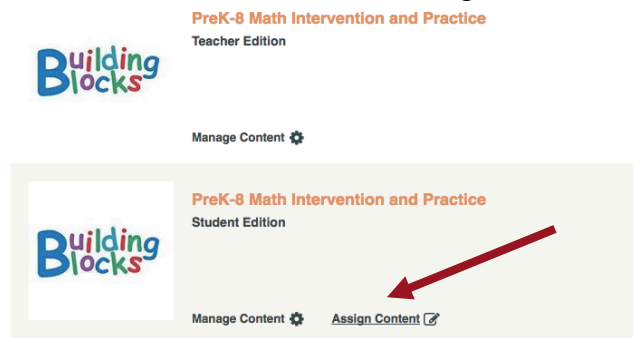 PreK-8 Math Intervention and Practice
Teacher Edition
Building
Blocks
Manage Content
PreK-8 Math Intervention and Practice
Student Edition
Building
Blocks
Manage Content Assign Content